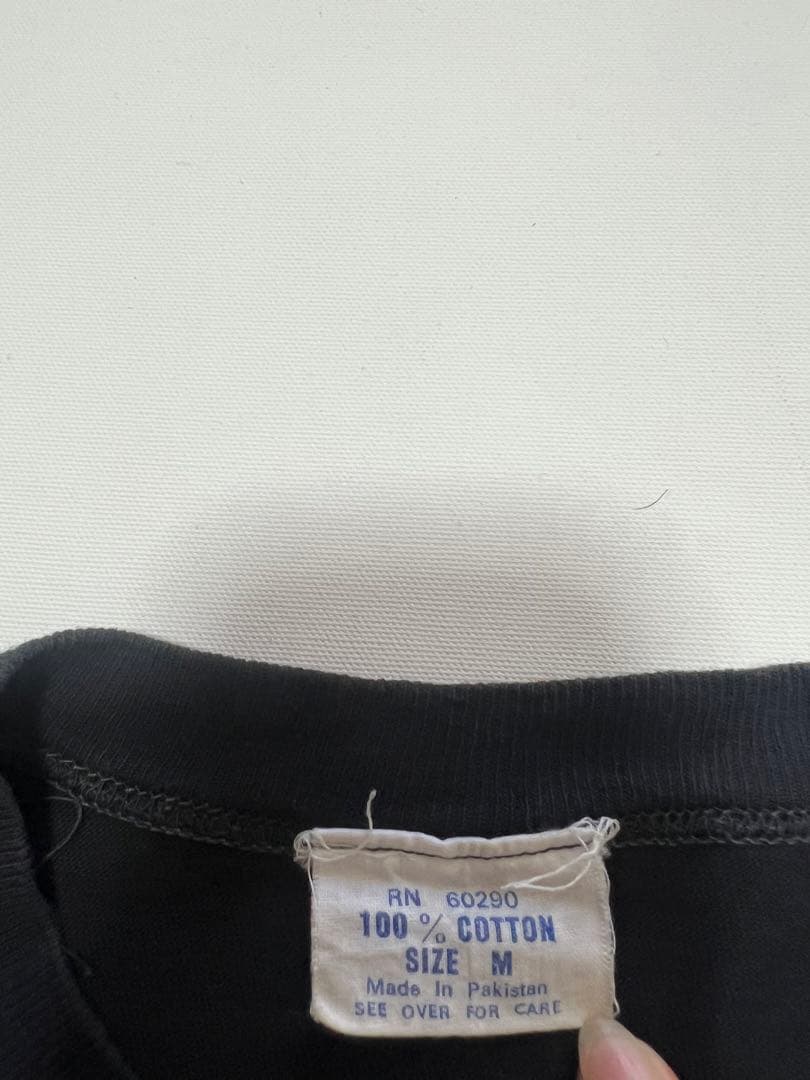 RN 60290
100 % COTTON
SIZE M
Made In Pakistan
SEE OVER FOR CARE